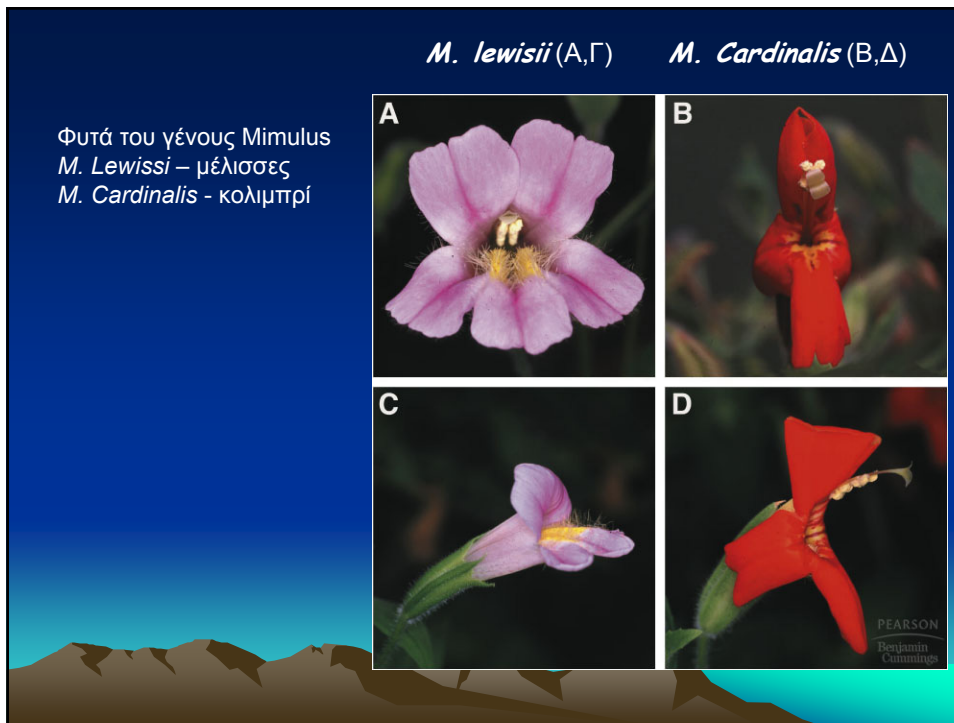 M. lewisii (Α,Γ) M. Cardinalis (Β,Δ)
Φυτά του γένους Mimulus
M. Lewissi – μέλισσες
M. Cardinalis - κολιμπρί
A
B
C
D
PEARSON
Benjamin
Cummings